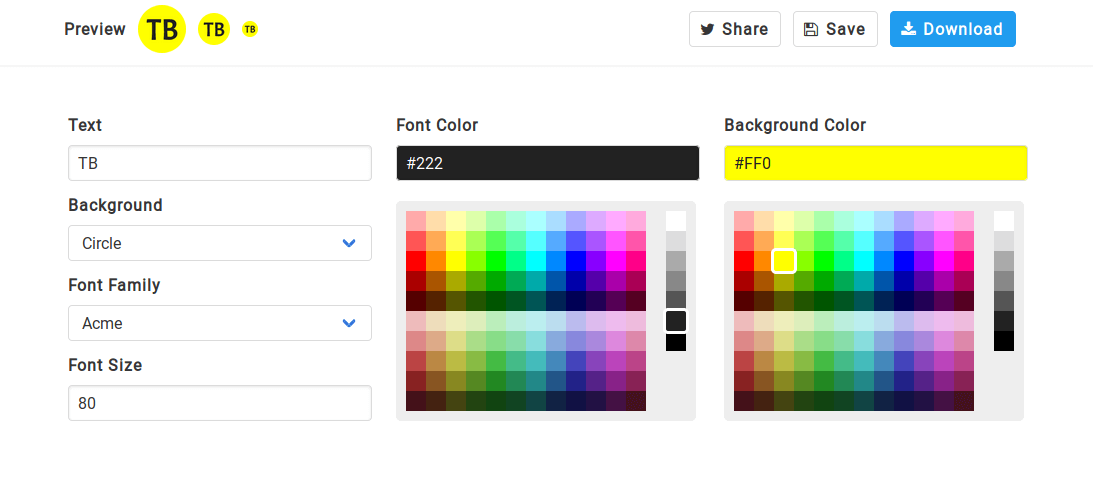 Preview TB TB TB Share Save Download
Text Font Color Background Color
TB #222 #FF0
Background
Circle
Font Family
Acme
Font Size
80